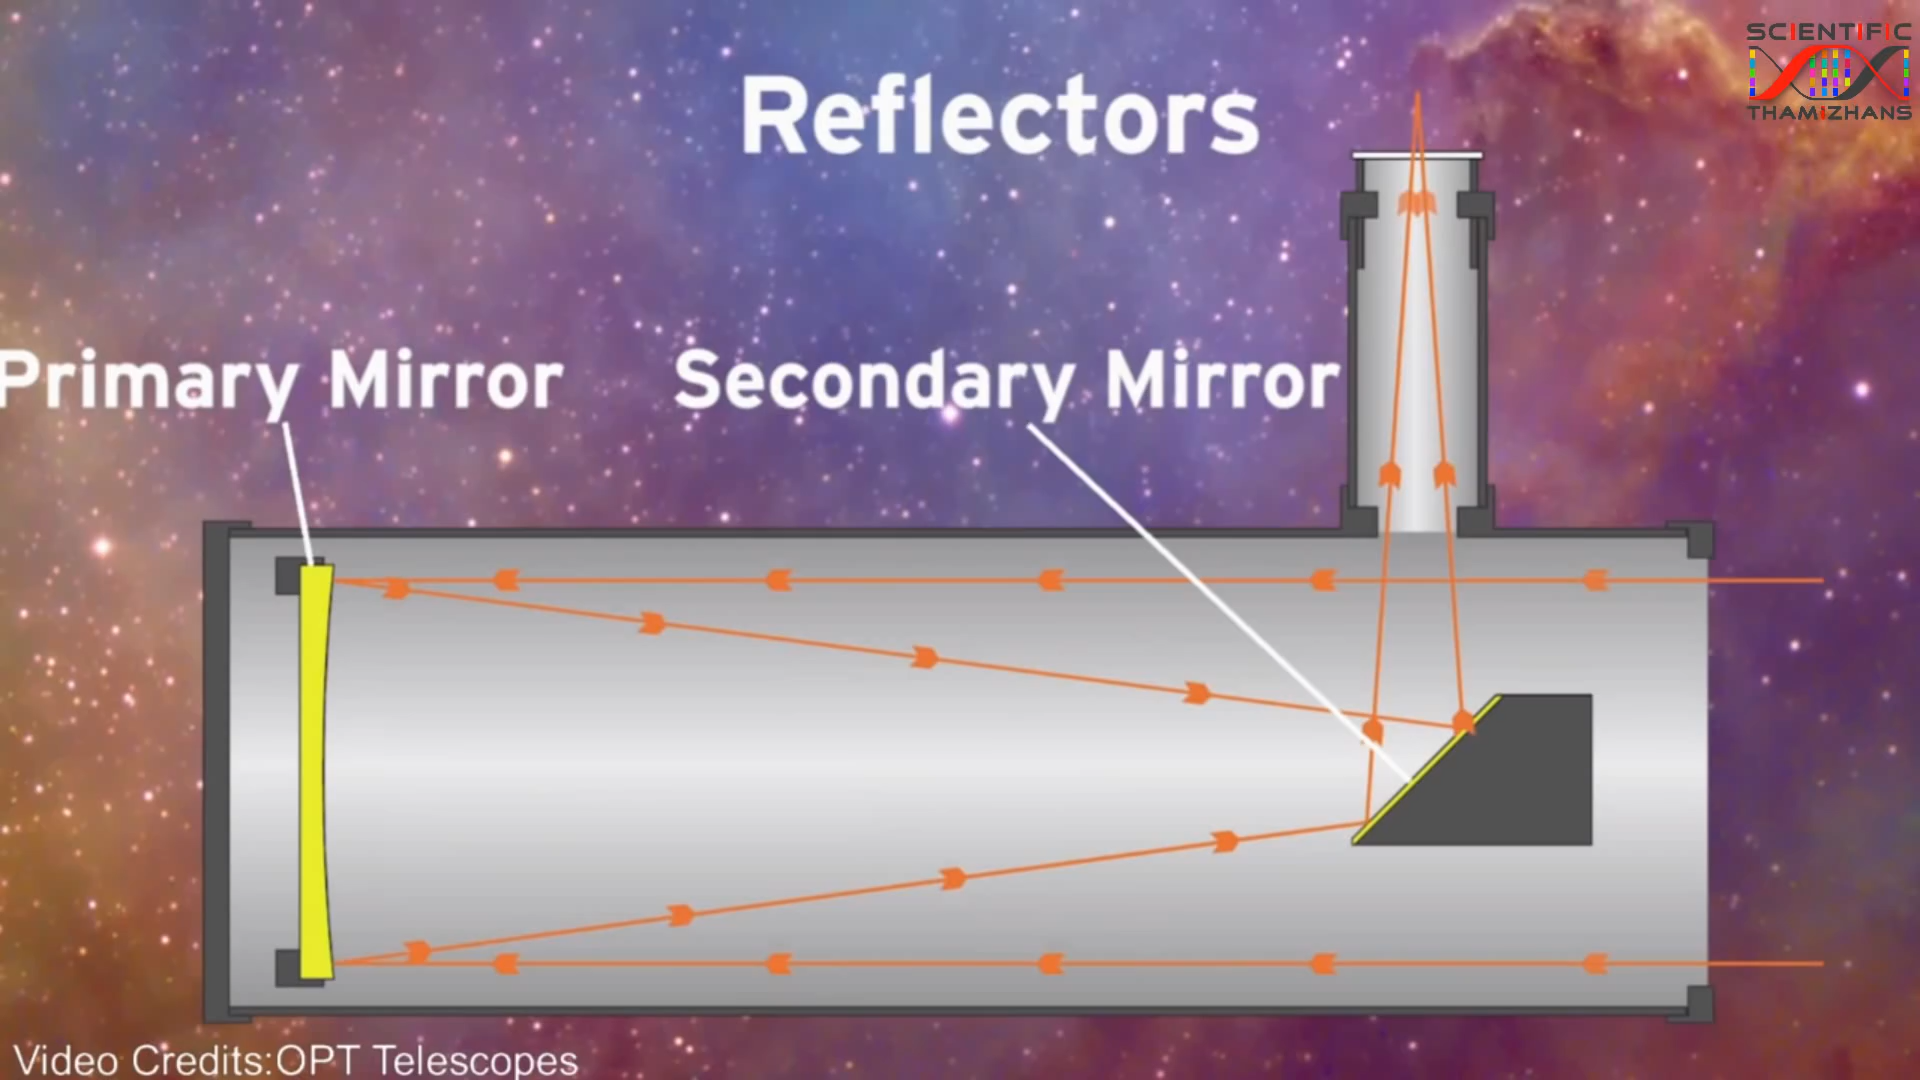 SCIENTIFIC
THAMIZHANS
Reflectors
Primary Mirror
Secondary Mirror
Video Credits:OPT Telescopes